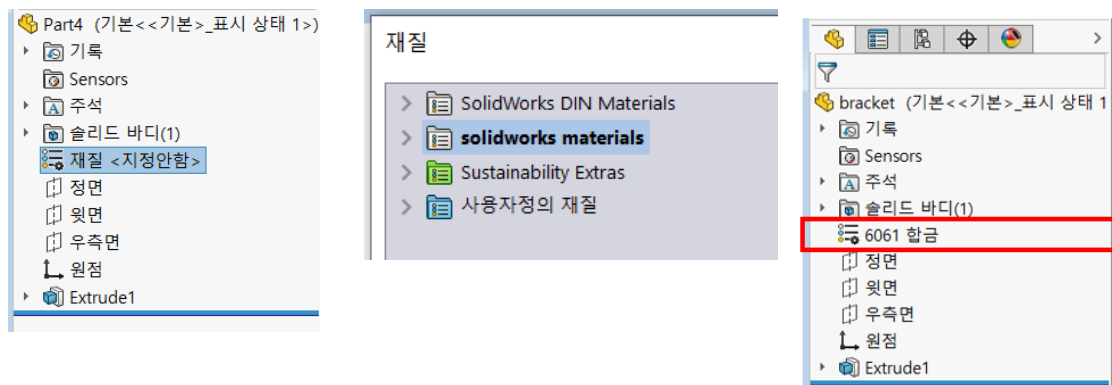 Part4 (기본<<기본>_표시 상태 1>)
기록
Sensors
주석
솔리드 바디(1)
재질 <지정안함>
정면
윗면
우측면
원점
Extrude1
재질
SolidWorks DIN Materials
solidworks materials
Sustainability Extras
사용자정의 재질
bracket (기본<<기본>_표시 상태 1
기록
Sensors
주석
솔리드 바디(1)
6061 합금
정면
윗면
우측면
원점
Extrude1